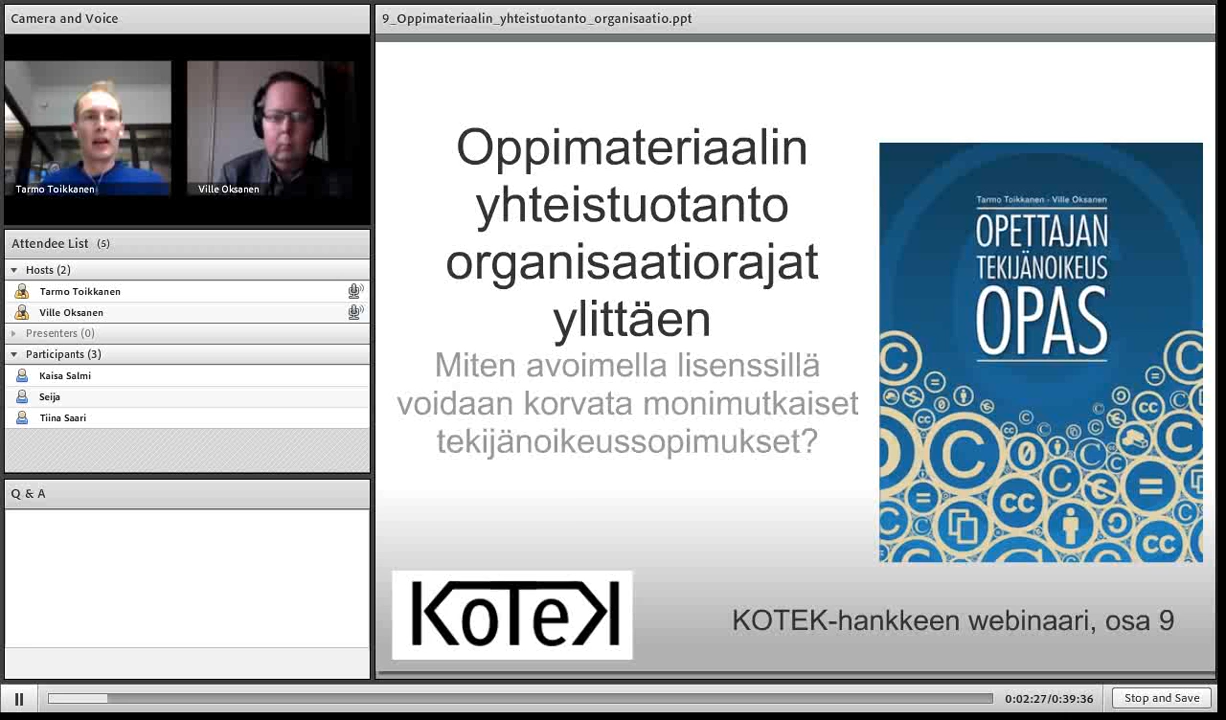 Camera and Voice
Tarmo Toikkanen
Ville Oksanen
Attendee List (5)
Hosts (2)
Tarmo Toikkanen
Ville Oksanen
Presenters (0)
Participants (3)
Kaisa Salmi
Seija
Tiina Saari
Q & A
9_Oppimateriaalin_yhteistuotanto_organisaatio.ppt
Oppimateriaalin
yhteistuotanto
organisaatiorajat
ylittäen
Miten avoimella lisenssillä
voidaan korvata monimutkaiset
tekijänoikeussopimukset?
Tarmo Toikkanen - Ville Oksanen
OPETTAJAN
TEKIJÄNOIKEUS
OPAS
KoTeK
KOTEK-hankkeen webinaari, osa 9
0:02:27/0:39:36
Stop and Save